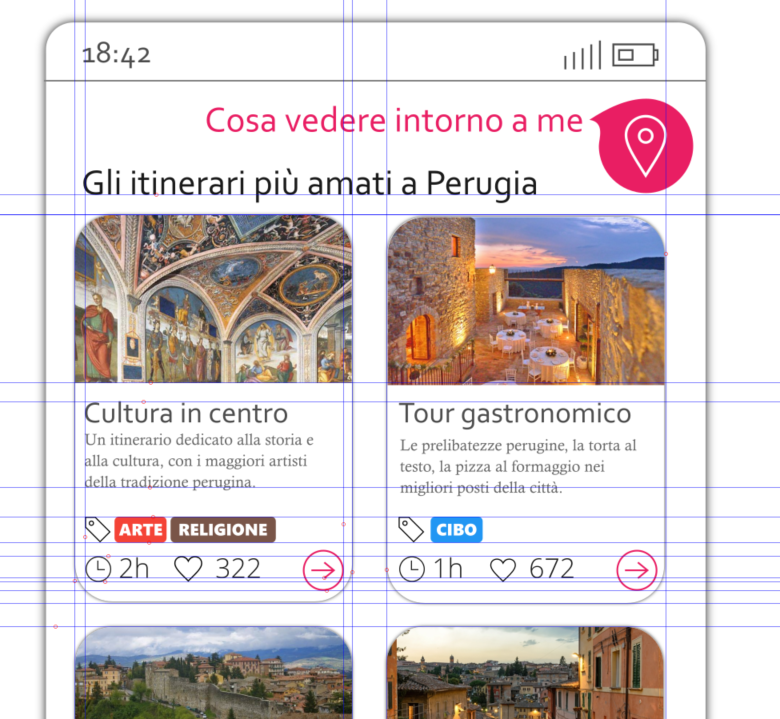 18:42
Cosa vedere intorno a me
Gli itinerari più amati a Perugia
Cultura in centro
Un itinerario dedicato alla storia e
alla cultura, con i maggiori artisti
della tradizione perugina.
ARTE RELIGIONE
2h 322
Tour gastronomico
Le prelibatezze perugine, la torta al
testo, la pizza al formaggio nei
migliori posti della città.
CIBO
1h 672